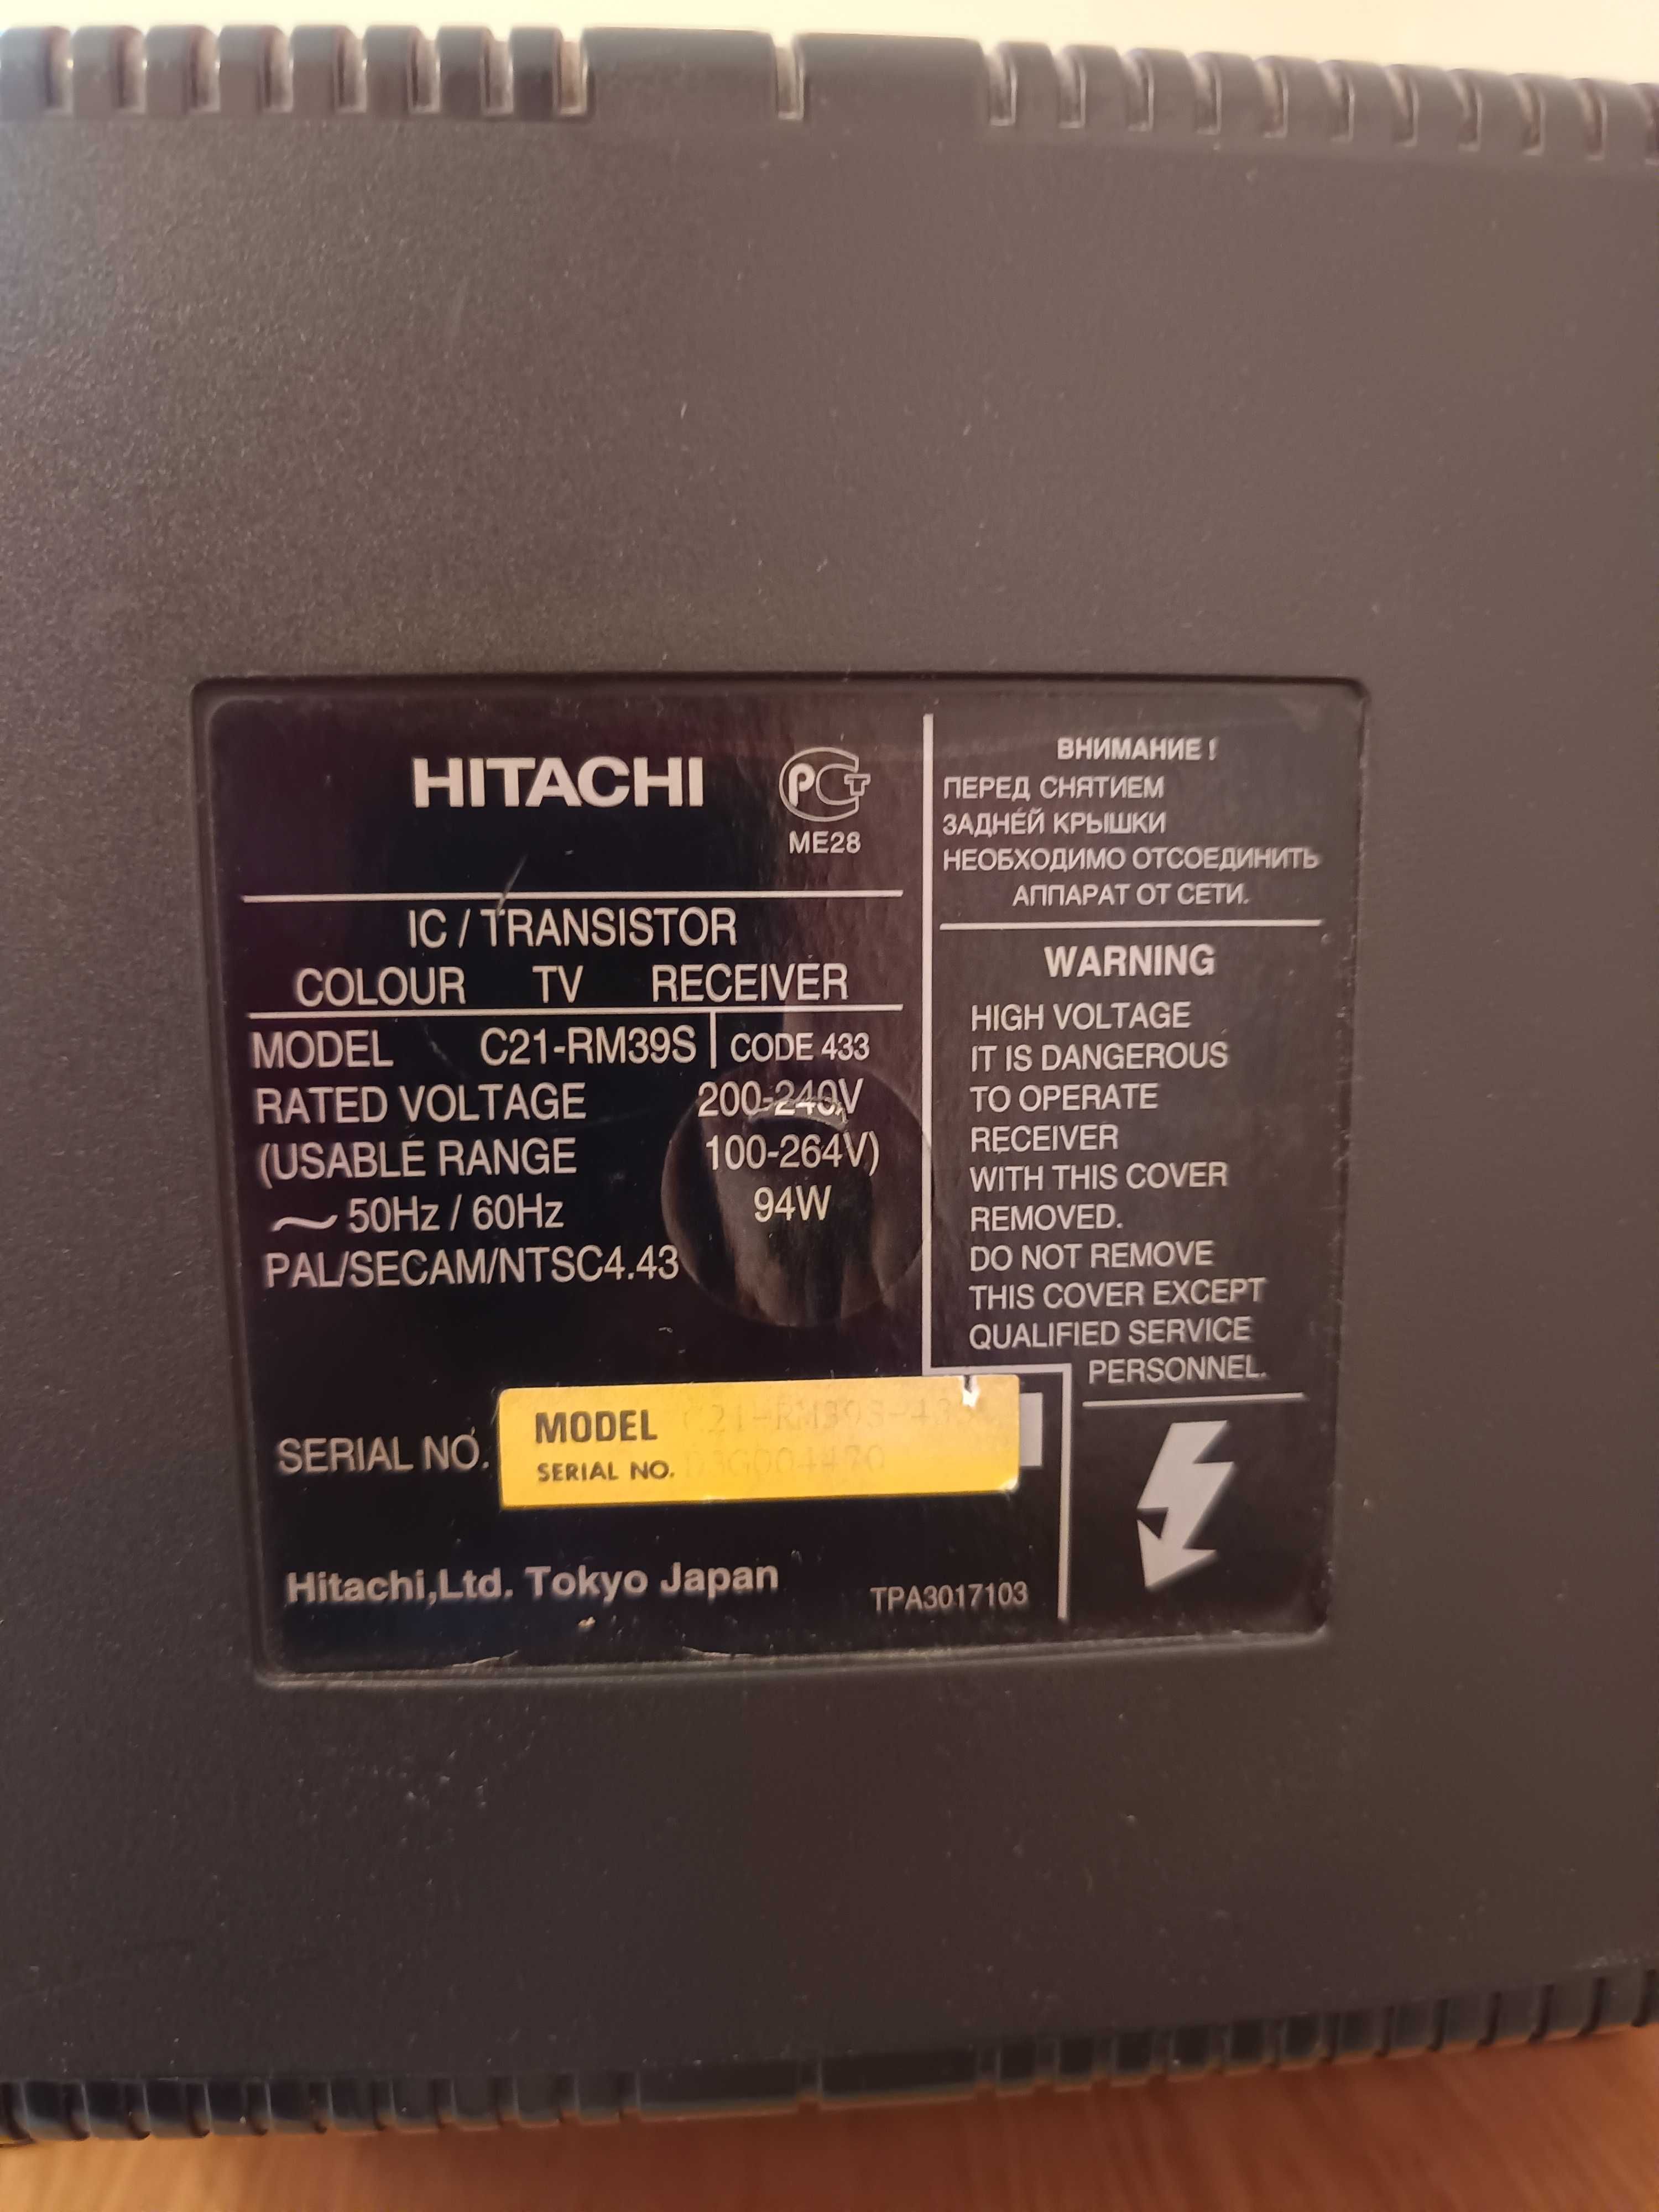 HITACHI
РСТ
ME28
IC / TRANSISTOR
COLOUR TV RECEIVER
MODEL C21-RM39S CODE 433
RATED VOLTAGE 200-240V
(USABLE RANGE 100-264V)
~ 50Hz / 60Hz 94W
PAL/SECAM/NTSC4.43
SERIAL NO.
MODEL
SERIAL NO.
Hitachi,Ltd. Tokyo Japan
TPA3017103
ВНИМАНИЕ !
ПЕРЕД СНЯТИЕМ
ЗАДНЕЙ КРЫШКИ
НЕОБХОДИМО ОТСОЕДИНИТЬ
АППАРАТ ОТ СЕТИ.
WARNING
HIGH VOLTAGE
IT IS DANGEROUS
TO OPERATE
RECEIVER
WITH THIS COVER
REMOVED.
DO NOT REMOVE
THIS COVER EXCEPT
QUALIFIED SERVICE
PERSONNEL.